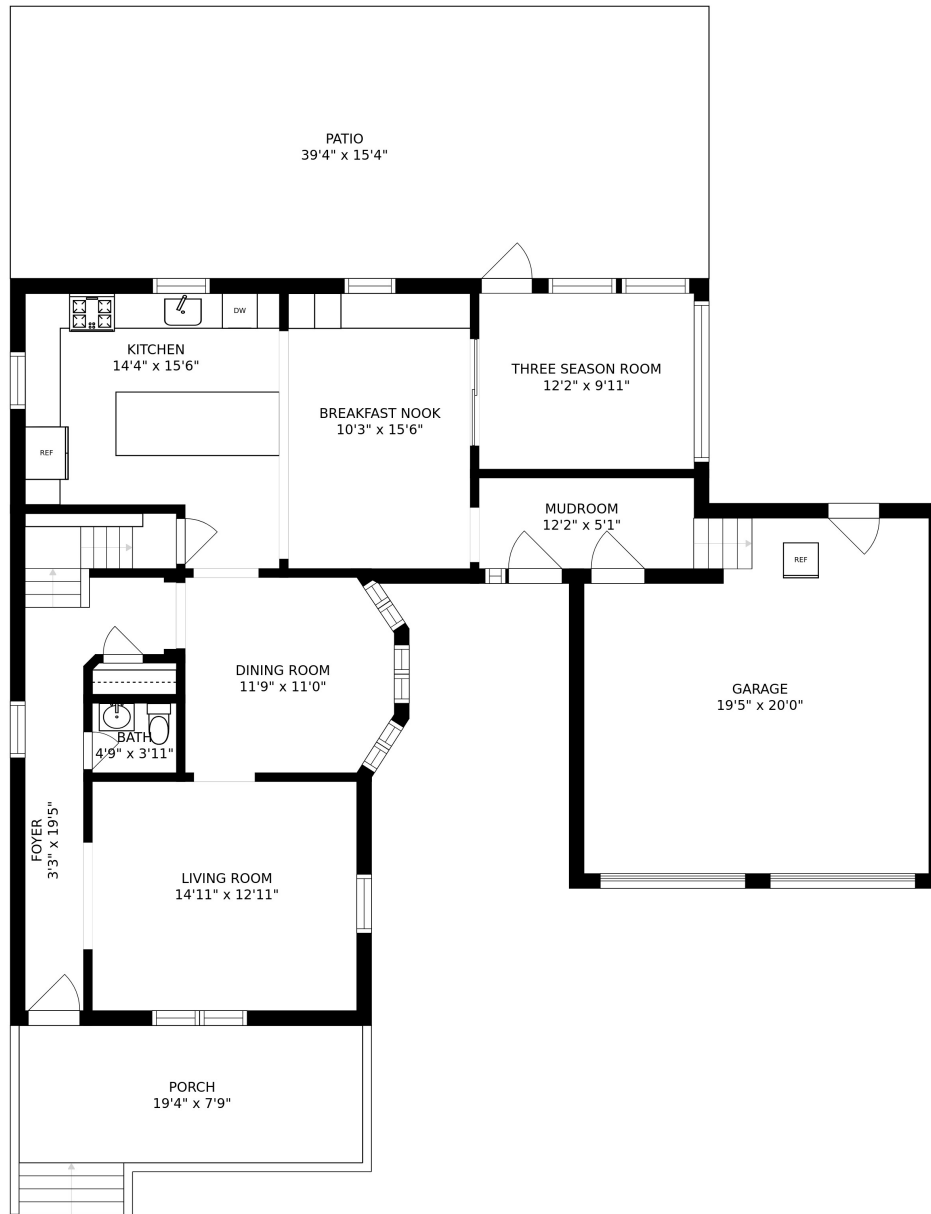 PATIO
39'4" x 15'4"
DW
KITCHEN
14'4" x 15'6"
THREE SEASON ROOM
12'2" x 9'11"
BREAKFAST NOOK
10'3" x 15'6"
REF
MUDROOM
12'2" x 5'1"
REF
DINING ROOM
11'9" x 11'0"
GARAGE
19'5" x 20'0"
BATH
4'9" x 3'11"
FOYER
3'3" x 19'5"
LIVING ROOM
14'11" x 12'11"
PORCH
19'4" x 7'9"